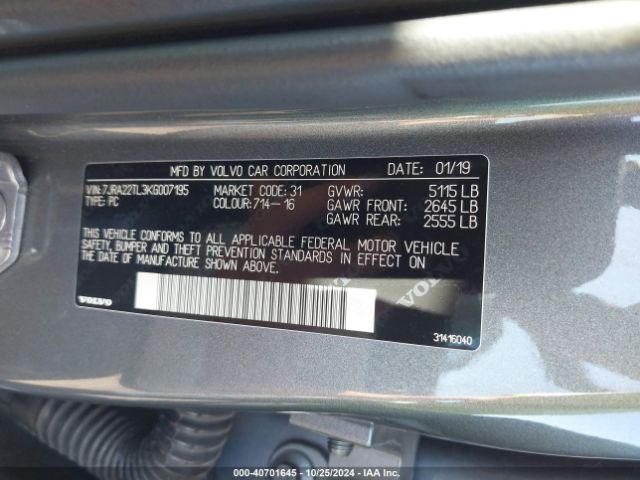 MFD BY VOLVO CAR CORPORATION DATE: 01/19
VIN:7JRA22TL3KG007195 MARKET CODE: 31 GVWR: 5115 LB
TYPE: PC COLOUR:714-16 GAWR FRONT: 2645 LB
GAWR REAR: 2555 LB
THIS VEHICLE CONFORMS TO ALL APPLICABLE FEDERAL MOTOR VEHICLE
SAFETY, BUMPER AND THEFT PREVENTION STANDARDS IN EFFECT ON
THE DATE OF MANUFACTURE SHOWN ABOVE.
VOLVO
31416040
000-40701645 | 10/25/2024 | IAA Inc.